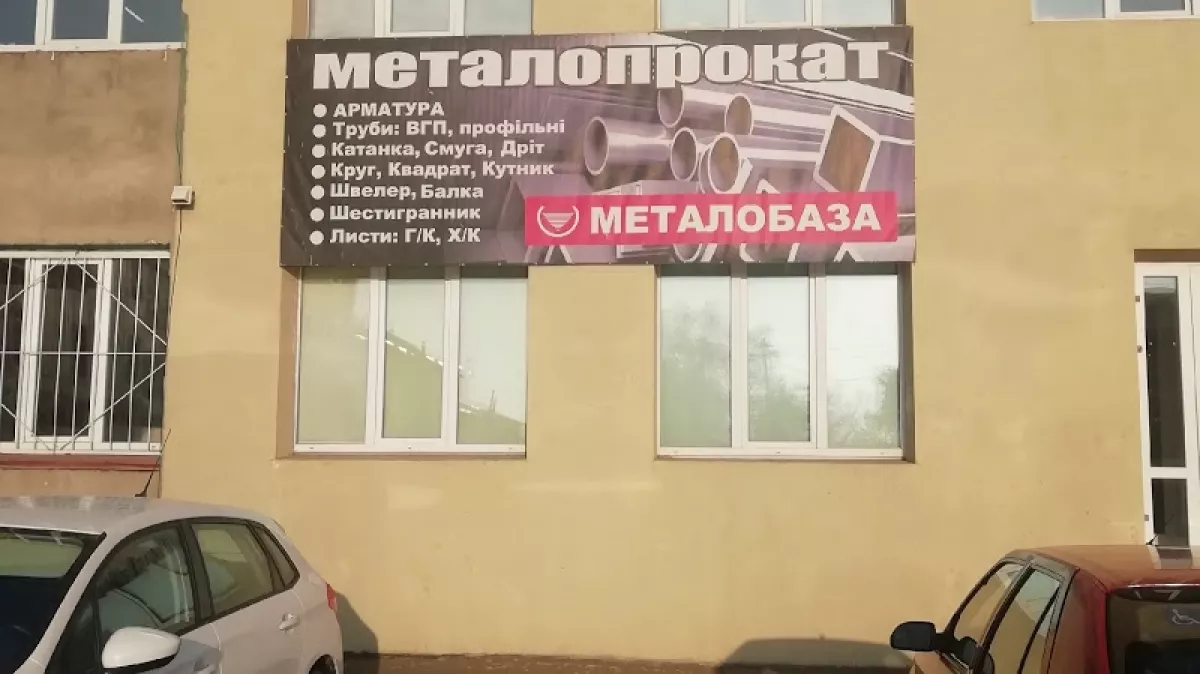 металопрокат
АРМАТУРА
Труби: ВГП, профільні
Катанка, Смуга, Дріт
Круг, Квадрат, Кутник
Швелер, Балка
Шестигранник
Листи: Г/К, Х/К
МЕТАЛОБАЗА